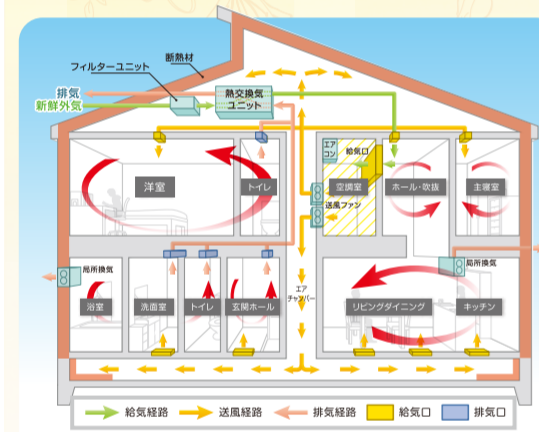 断熱材
フィルターユニット
排気
新鮮外気
熱交換気
ユニット
エアコン
給気口
洋室
トイレ
空調室
ホール・吹抜
主寝室
送風ファン
局所換気
局所換気
エア
チャンバー
浴室
洗面室
トイレ
玄関ホール
リビングダイニング
キッチン
給気経路
送風経路
排気経路
給気口
排気口